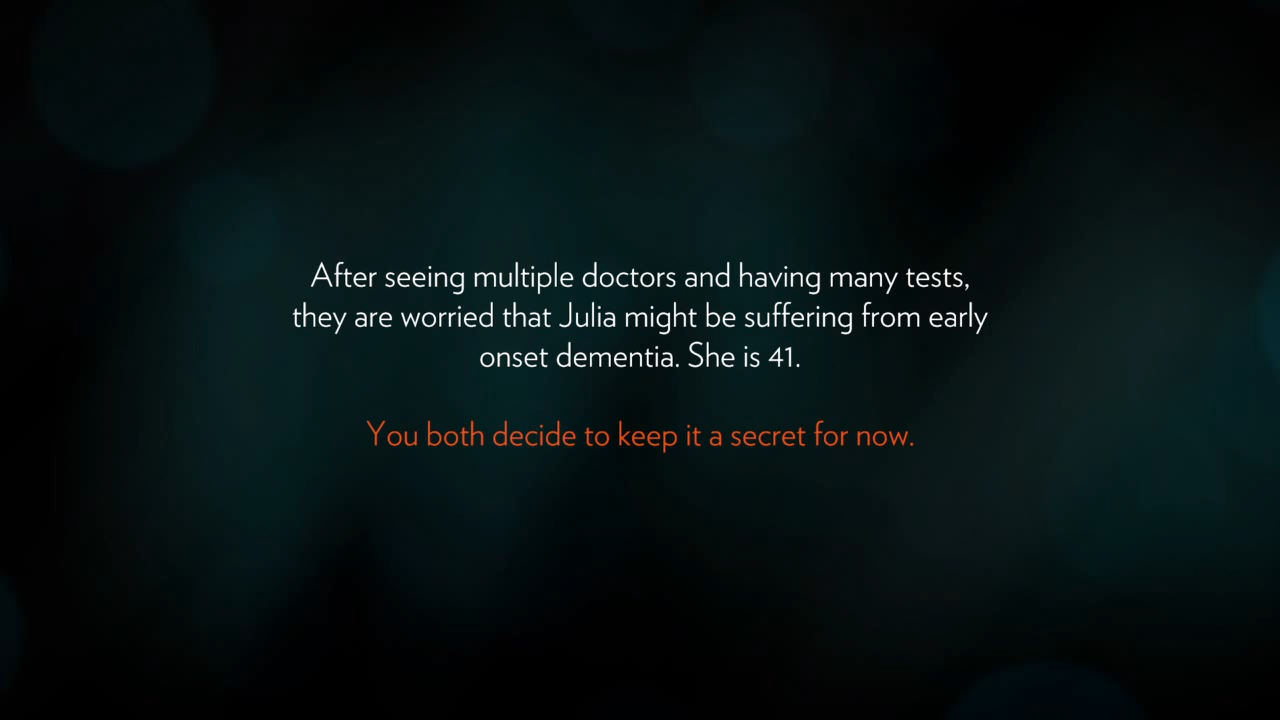 After seeing multiple doctors and having many tests,
they are worried that Julia might be suffering from early
onset dementia. She is 41.
You both decide to keep it a secret for now.